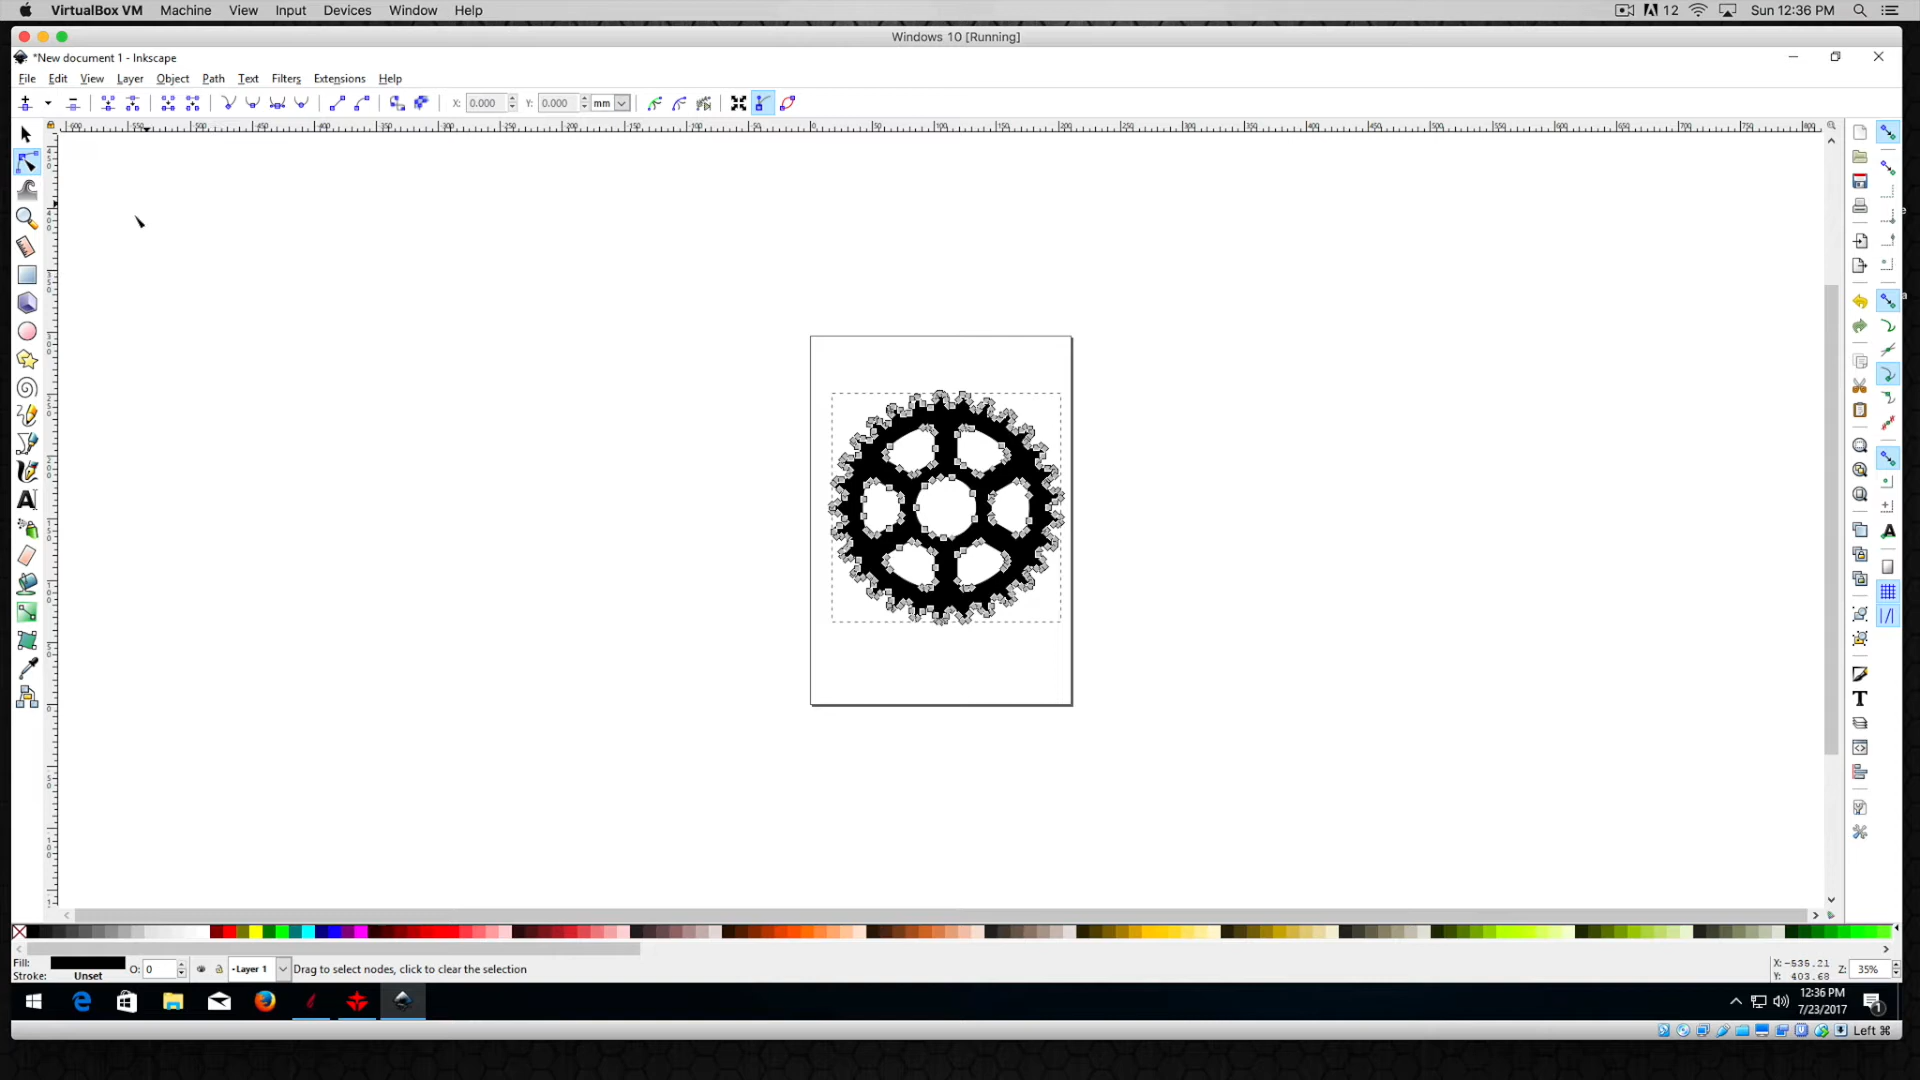 VirtualBox VM Machine View Input Devices Window Help 12 Sun 12:36 PM
Windows 10 [Running]
*New document 1 - Inkscape
File Edit View Layer Object Path Text Filters Extensions Help
X: 0.000 Y: 0.000 mm
Fill:
Stroke: Unset
O: 0
Layer 1
Drag to select nodes, click to clear the selection
X: -535.21
Y: 403.68
Z: 35%
12:36 PM
7/23/2017
1
Left ⌘